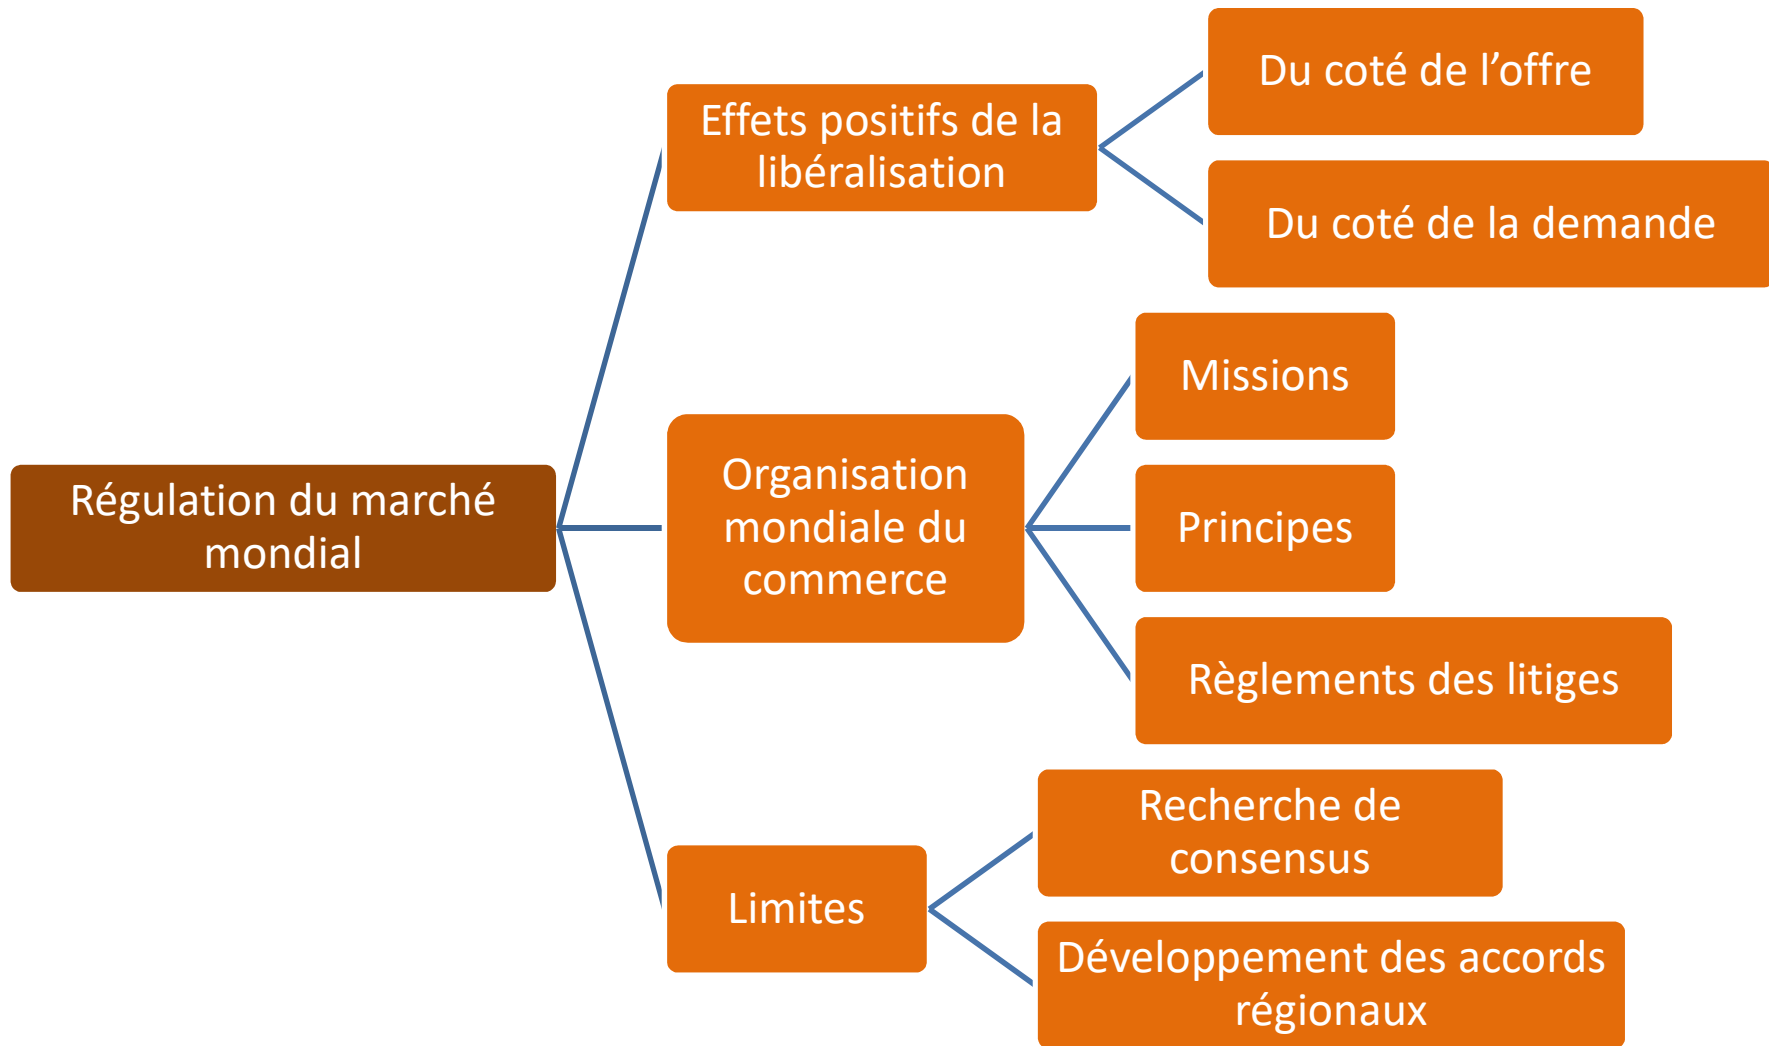 Du coté de l’offre
Effets positifs de la
libéralisation
Du coté de la demande
Missions
Organisation
mondiale du
commerce
Régulation du marché
mondial
Principes
Règlements des litiges
Recherche de
consensus
Limites
Développement des accords
régionaux